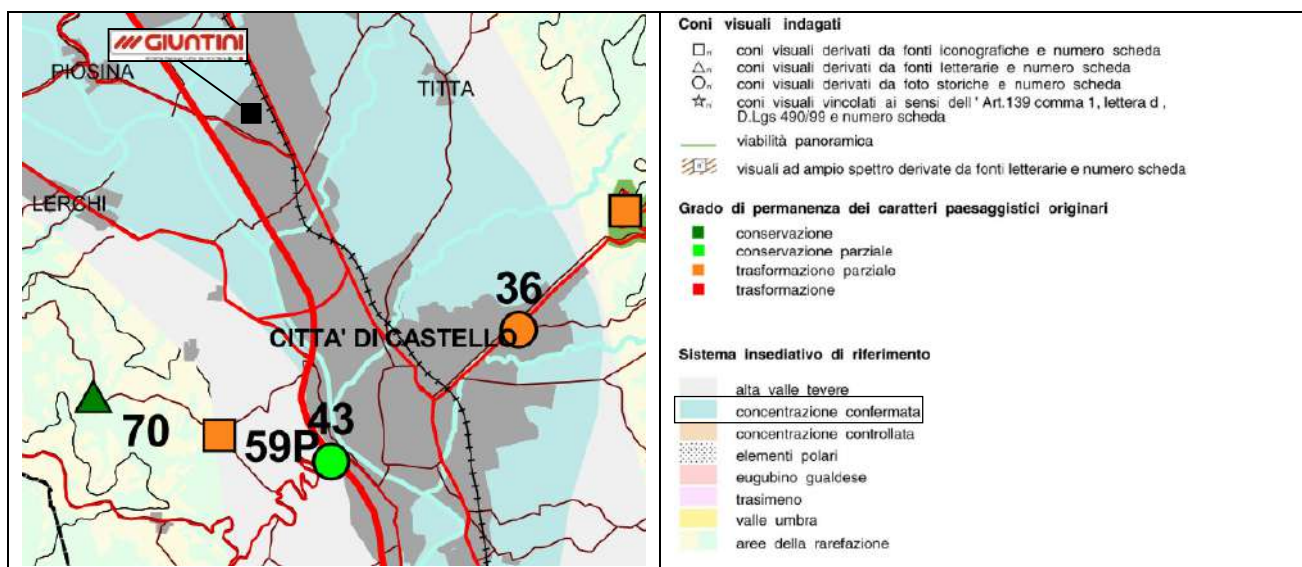 GIUNTINI
PIOSINA
TITTA
LERCHI
36
CITTA' DI CASTELLO
43
70
59P
Coni visuali indagati
n coni visuali derivati da fonti iconografiche e numero scheda
n coni visuali derivati da fonti letterarie e numero scheda
n coni visuali derivati da foto storiche e numero scheda
n coni visuali vincolati ai sensi dell ' Art.139 comma 1, lettera d ,
D.Lgs 490/99 e numero scheda
viabilità panoramica
visuali ad ampio spettro derivate da fonti letterarie e numero scheda
Grado di permanenza dei caratteri paesaggistici originari
conservazione
conservazione parziale
trasformazione parziale
trasformazione
Sistema insediativo di riferimento
alta valle tevere
concentrazione confermata
concentrazione controllata
elementi polari
eugubino gualdese
trasimeno
valle umbra
aree della rarefazione